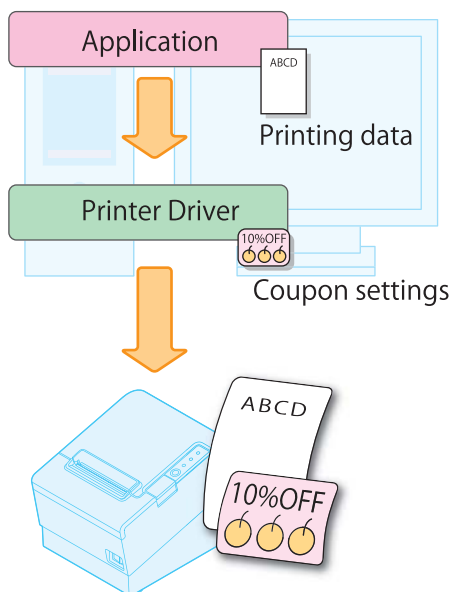 Application
ABCD
Printing data
Printer Driver
10%OFF
Coupon settings
ABCD
10%OFF